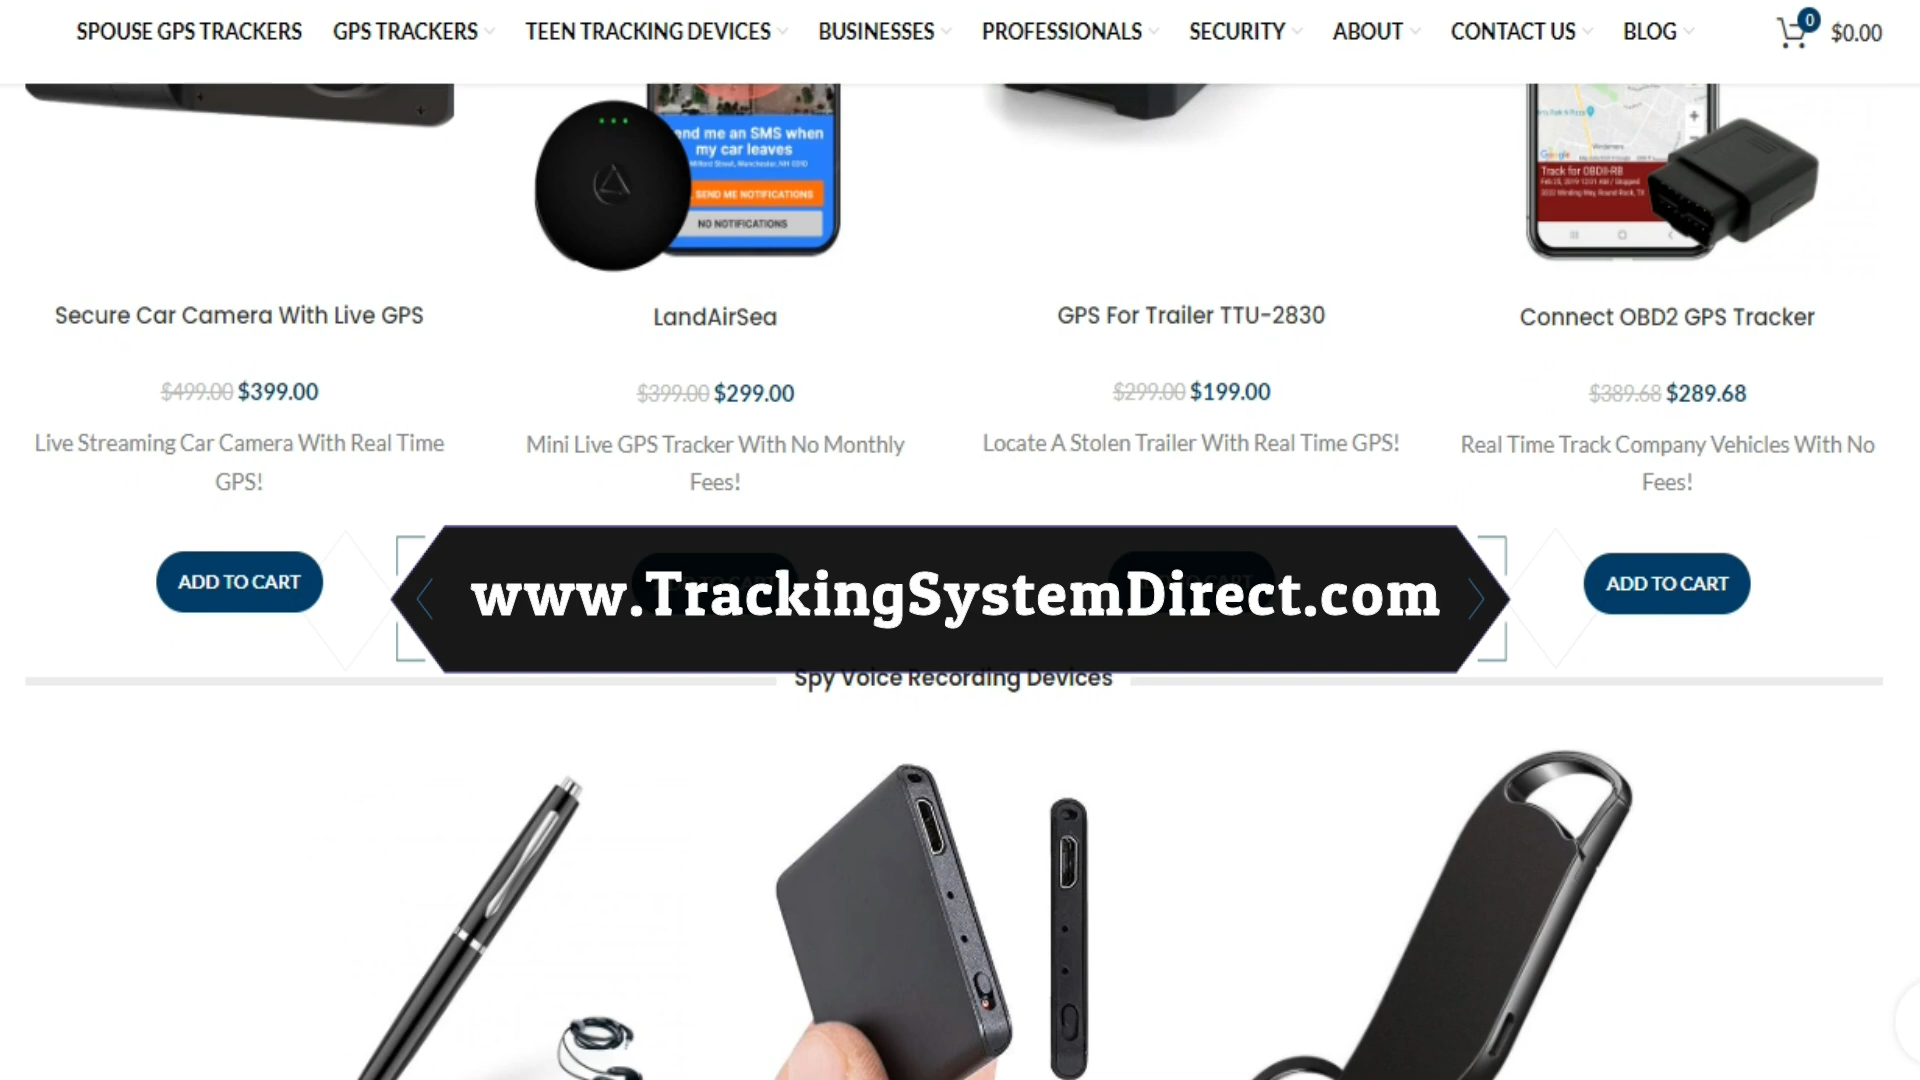 SPOUSE GPS TRACKERS GPS TRACKERS TEEN TRACKING DEVICES BUSINESSES PROFESSIONALS SECURITY ABOUT CONTACT US BLOG 0 $0.00
end me an SMS when
my car leaves
SEND ME NOTIFICATIONS
NO NOTIFICATIONS
Google
Track for OBDII-RB
Secure Car Camera With Live GPS
$499.00 $399.00
Live Streaming Car Camera With Real Time
GPS!
ADD TO CART
LandAirSea
$399.00 $299.00
Mini Live GPS Tracker With No Monthly
Fees!
GPS For Trailer TTU-2830
$299.00 $199.00
Locate A Stolen Trailer With Real Time GPS!
Connect OBD2 GPS Tracker
$389.68 $289.68
Real Time Track Company Vehicles With No
Fees!
ADD TO CART
www.TrackingSystemDirect.com
Spy Voice Recording Devices